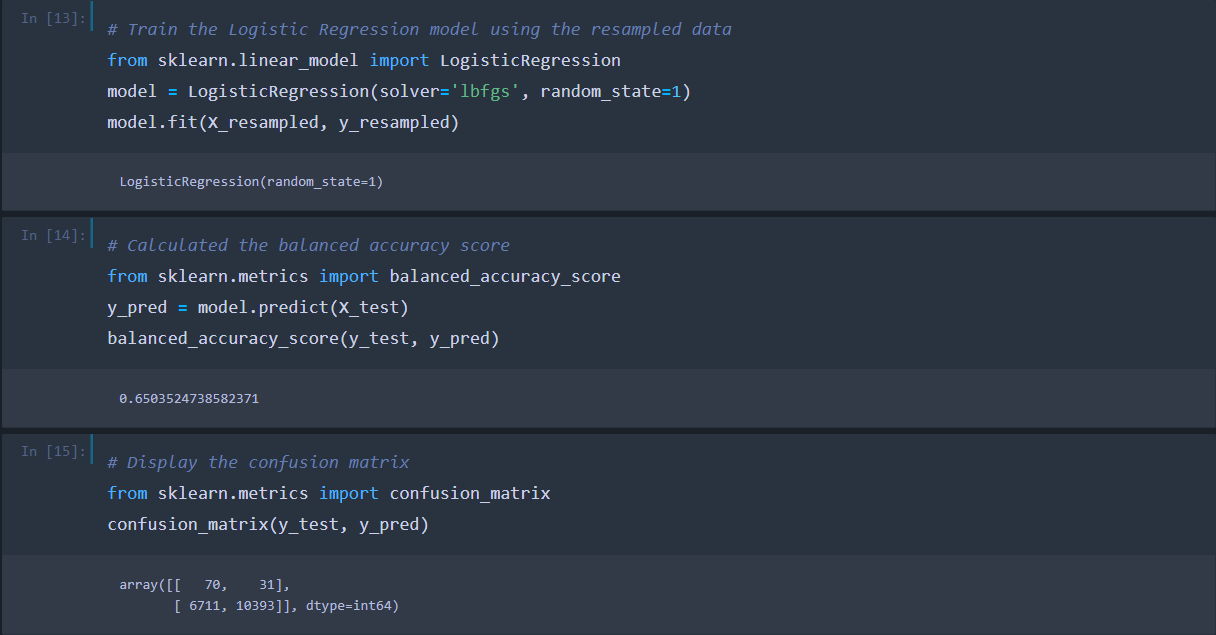 In [13]:
# Train the Logistic Regression model using the resampled data
from sklearn.linear_model import LogisticRegression
model = LogisticRegression(solver='lbfgs', random_state=1)
model.fit(X_resampled, y_resampled)
LogisticRegression(random_state=1)
In [14]:
# Calculated the balanced accuracy score
from sklearn.metrics import balanced_accuracy_score
y_pred = model.predict(X_test)
balanced_accuracy_score(y_test, y_pred)
0.6503524738582371
In [15]:
# Display the confusion matrix
from sklearn.metrics import confusion_matrix
confusion_matrix(y_test, y_pred)
array([[   70,    31],
       [ 6711, 10393]], dtype=int64)